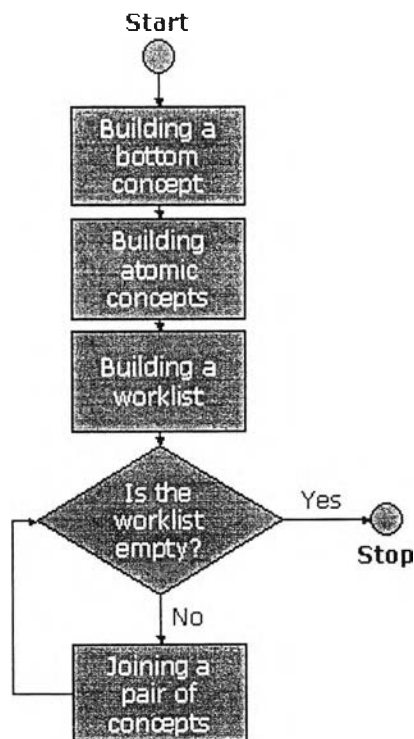 Start
Building a
bottom
concept
Building
atomic
concepts
Building a
worklist
Is the
worklist
empty?
Yes
Stop
No
Joining a
pair of
concepts